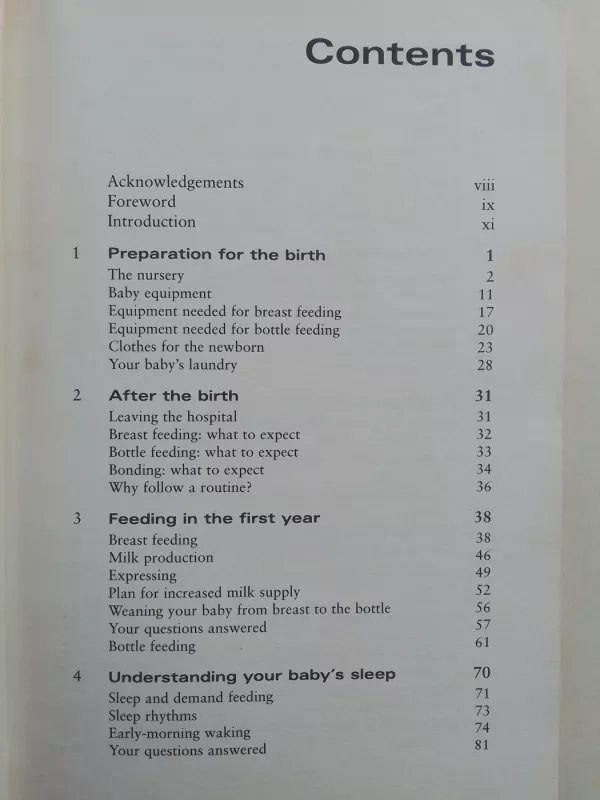 Contents
Acknowledgements viii
Foreword ix
Introduction xi
1 Preparation for the birth 1
The nursery 2
Baby equipment 11
Equipment needed for breast feeding 17
Equipment needed for bottle feeding 20
Clothes for the newborn 23
Your baby's laundry 28
2 After the birth 31
Leaving the hospital 31
Breast feeding: what to expect 32
Bottle feeding: what to expect 33
Bonding: what to expect 34
Why follow a routine? 36
3 Feeding in the first year 38
Breast feeding 38
Milk production 46
Expressing 49
Plan for increased milk supply 52
Weaning your baby from breast to the bottle 56
Your questions answered 57
Bottle feeding 61
4 Understanding your baby's sleep 70
Sleep and demand feeding 71
Sleep rhythms 73
Early-morning waking 74
Your questions answered 81